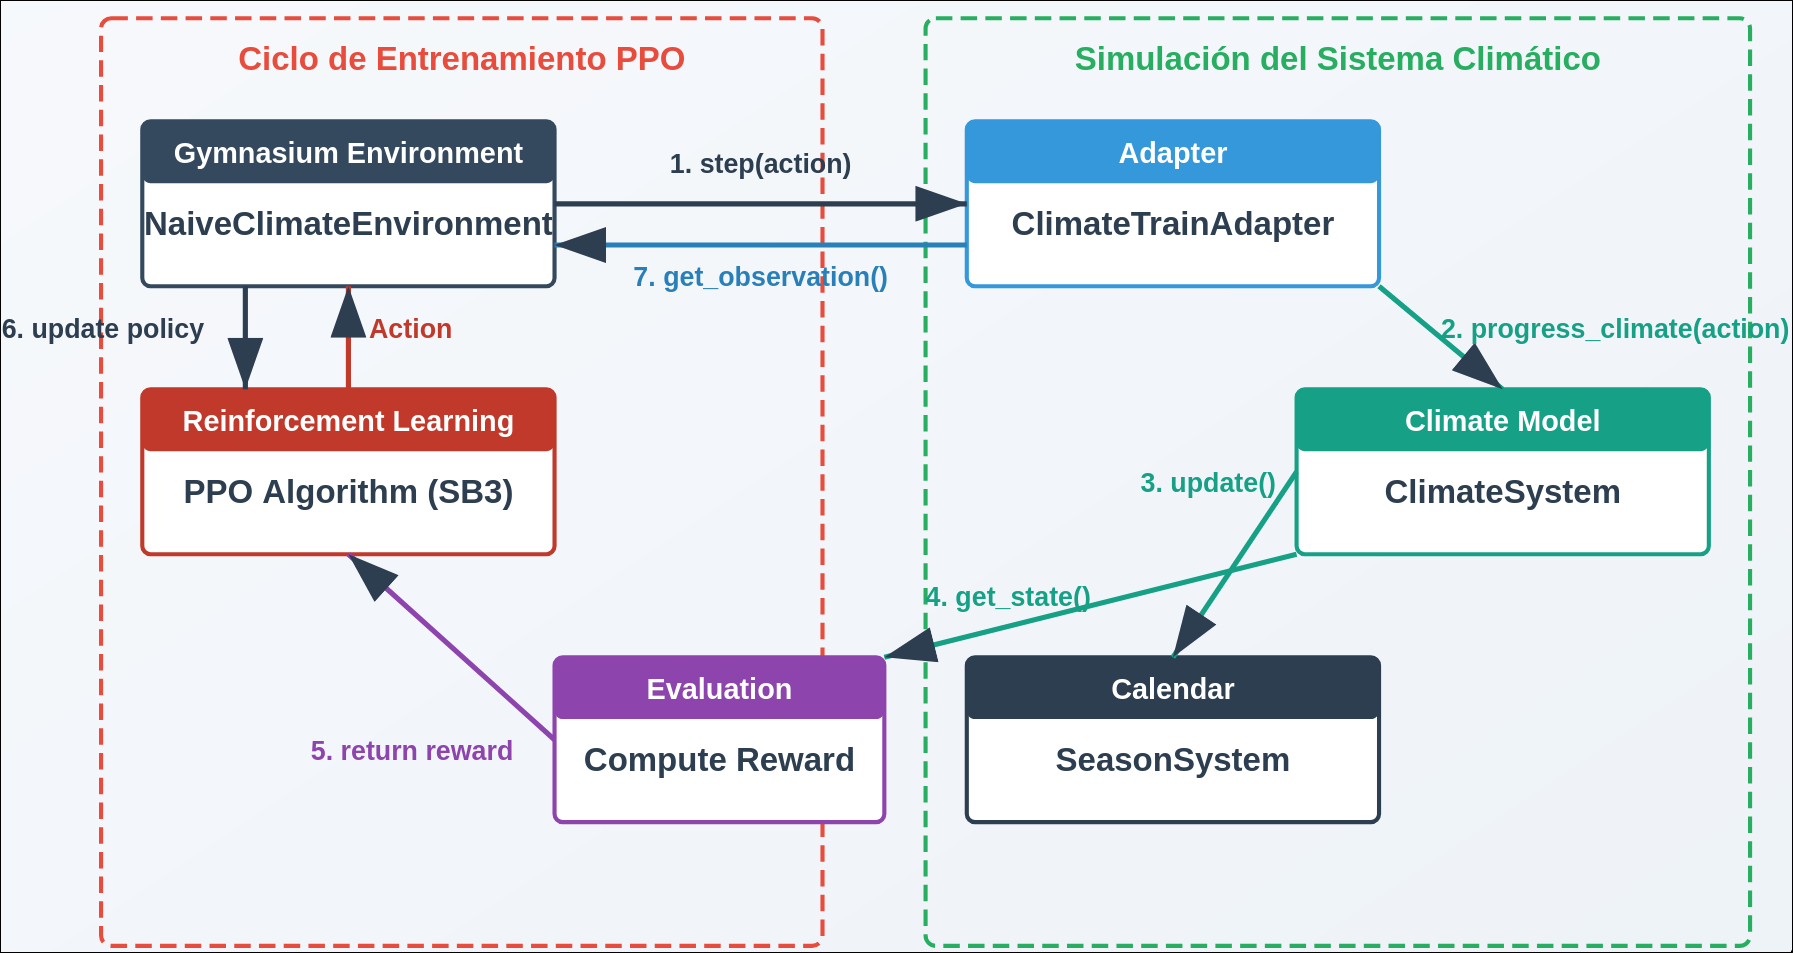 Ciclo de Entrenamiento PPO
Simulación del Sistema Climático
Gymnasium Environment
NaiveClimateEnvironment
1. step(action)
7. get_observation()
Adapter
ClimateTrainAdapter
6. update policy
Action
2. progress_climate(action)
Reinforcement Learning
PPO Algorithm (SB3)
Climate Model
ClimateSystem
3. update()
4. get_state()
5. return reward
Evaluation
Compute Reward
Calendar
SeasonSystem